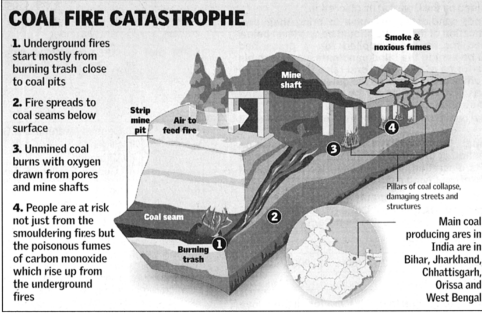 COAL FIRE CATASTROPHE
1. Underground fires
start mostly from
burning trash close
to coal pits
2. Fire spreads to
coal seams below
surface
3. Unmined coal
burns with oxygen
drawn from pores
and mine shafts
4. People are at risk
not just from the
smouldering fires but
the poisonous fumes
of carbon monoxide
which rise up from
the underground
fires
Smoke &
noxious fumes
Mine
shaft
Strip
mine
pit
Air to
feed fire
4
3
Pillars of coal collapse,
damaging streets and
structures
Coal seam
2
1
Burning
trash
Main coal
producing ares in
India are in
Bihar, Jharkhand,
Chhattisgarh,
Orissa and
West Bengal